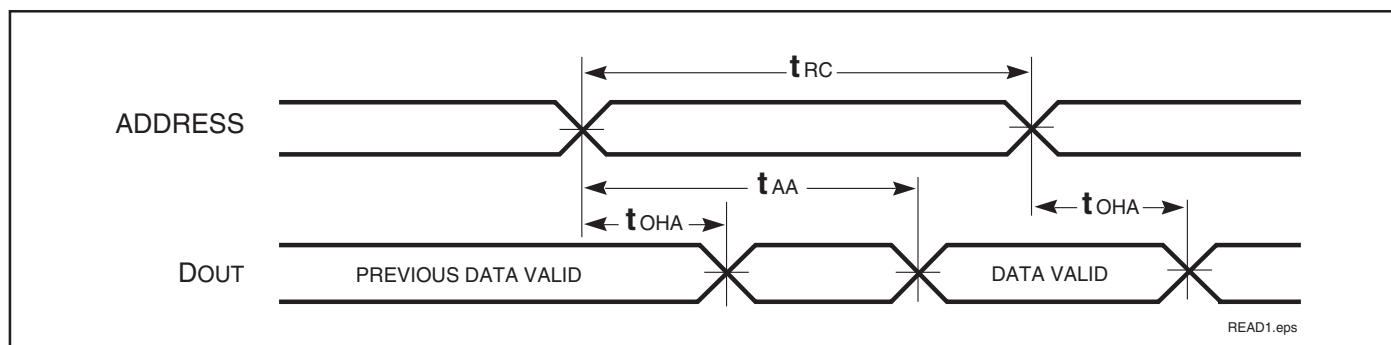 tRC
ADDRESS
tAA
tOHA
tOHA
DOUT
PREVIOUS DATA VALID
DATA VALID
READ1.eps